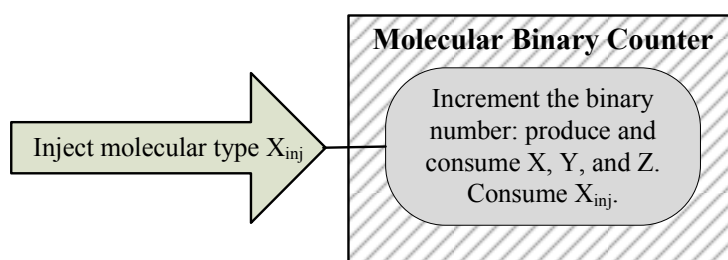 Molecular Binary Counter
Inject molecular type Xinj
Increment the binary
number: produce and
consume X, Y, and Z.
Consume Xinj.